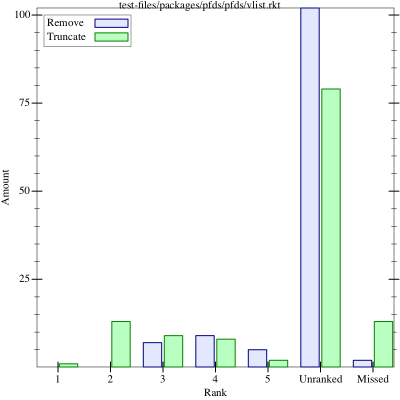 test-files/packages/pfds/pfds/vlist.rkt
Remove
Truncate
100
75
50
25
Amount
1 2 3 4 5 Unranked Missed
Rank